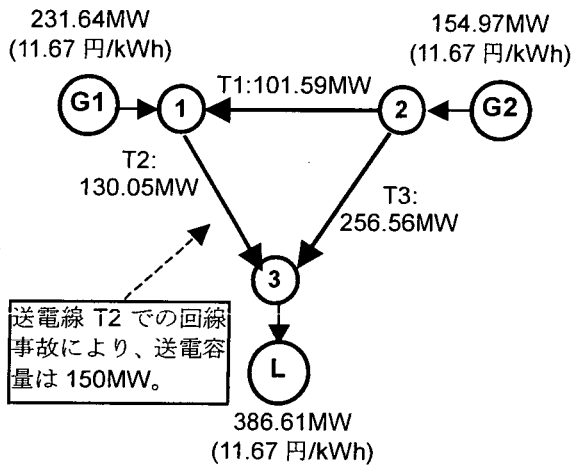 231.64MW
(11.67 円/kWh)
154.97MW
(11.67 円/kWh)
G1
1
T1:101.59MW
2
G2
T2:
130.05MW
T3:
256.56MW
3
送電線 T2 での回線
事故により、送電容
量は 150MW。
L
386.61MW
(11.67 円/kWh)